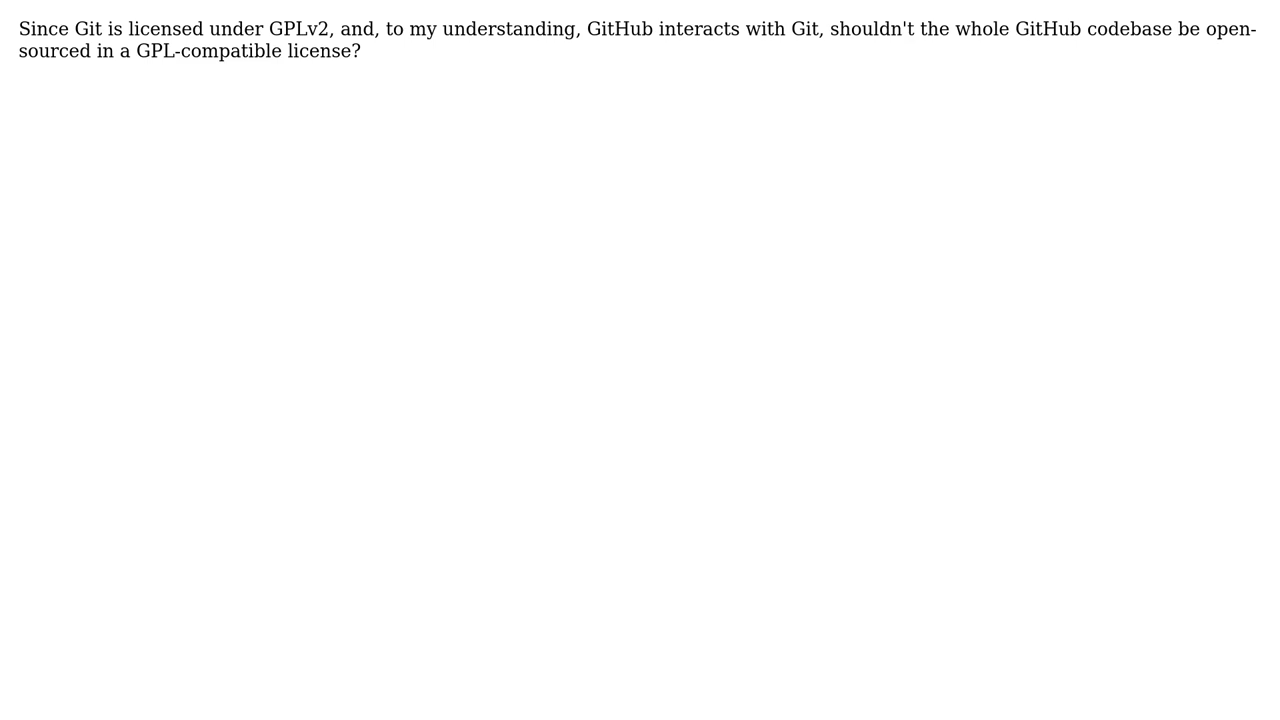 Since Git is licensed under GPLv2, and, to my understanding, GitHub interacts with Git, shouldn't the whole GitHub codebase be open-
sourced in a GPL-compatible license?